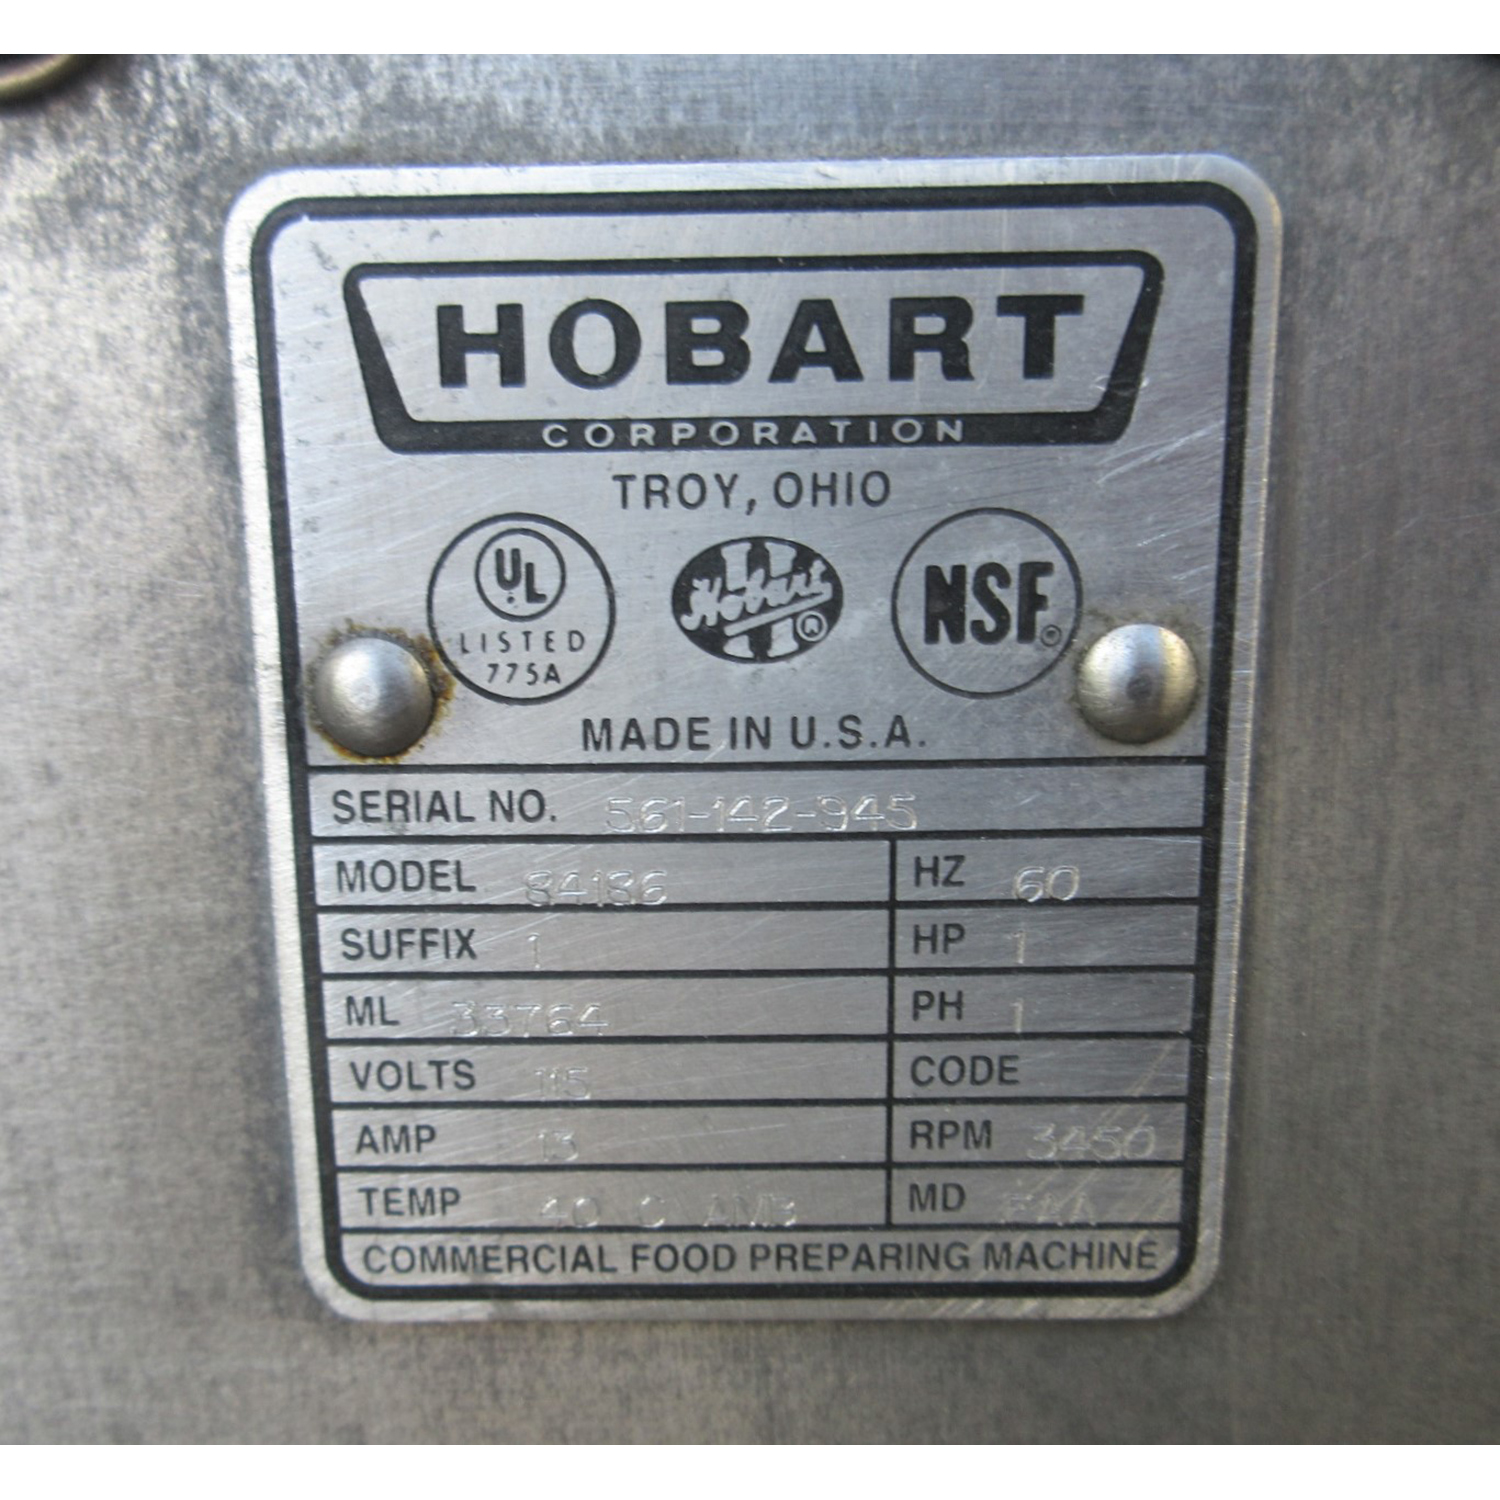 HOBART
CORPORATION
TROY, OHIO
UL
LISTED
775A
Hobart
NSF®
MADE IN U.S.A.
SERIAL NO. 561-142-945
MODEL 84186 HZ 60
SUFFIX 1 HP 1
ML 33764 PH 1
VOLTS 115 CODE
AMP 13 RPM 3450
TEMP 40 C AMB MD
COMMERCIAL FOOD PREPARING MACHINE